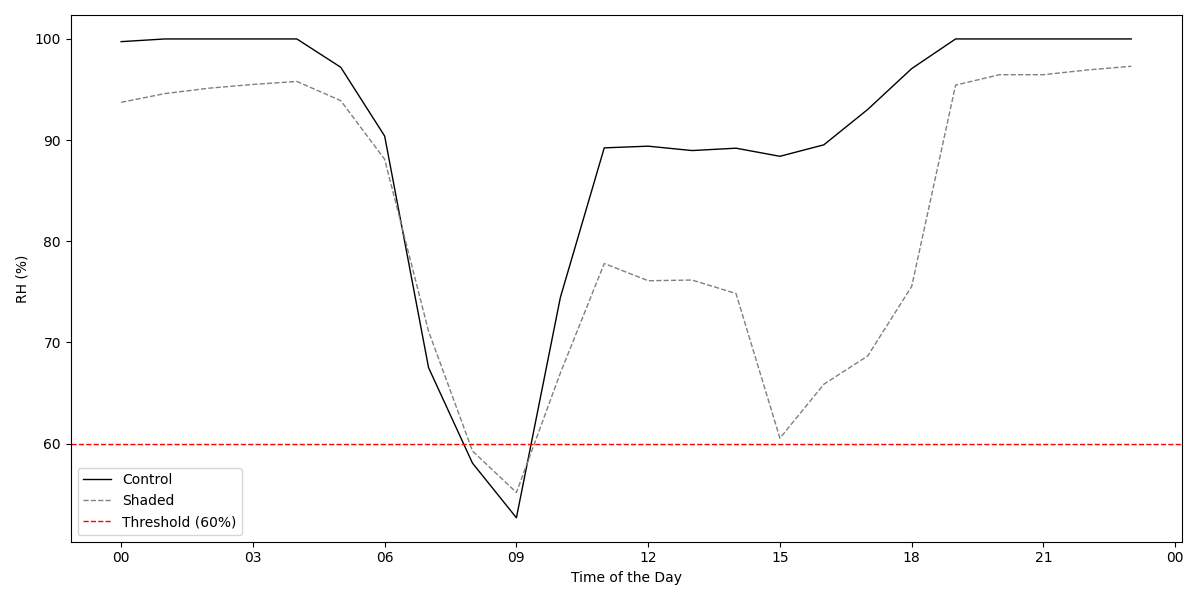 100
90
80
70
60
RH (%)
Control
Shaded
Threshold (60%)
00 03 06 09 12 15 18 21 00
Time of the Day